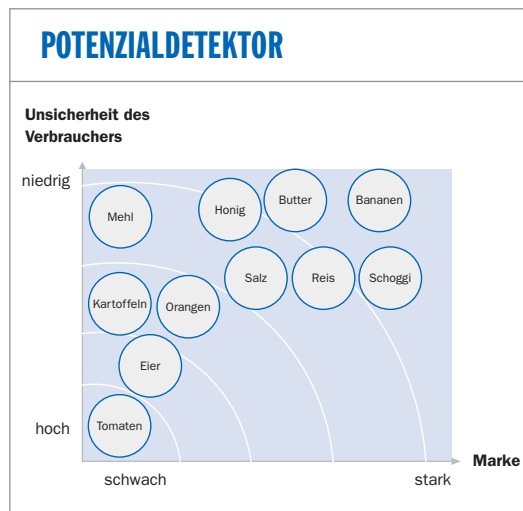 POTENZIALDETEKTOR
Unsicherheit des
Verbrauchers
niedrig
Mehl
Honig
Butter
Bananen
Salz
Reis
Schoggi
Kartoffeln
Orangen
Eier
hoch
Tomaten
Marke
schwach
stark